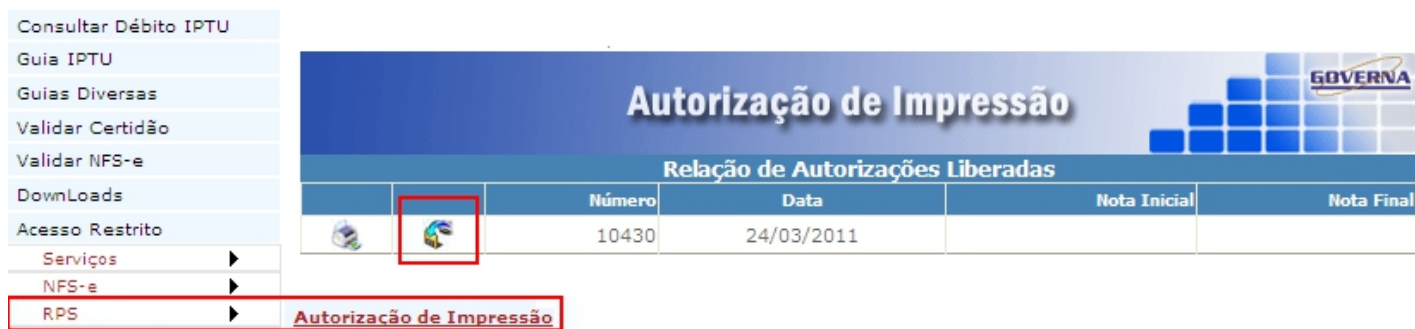 Consultar Débito IPTU
Guia IPTU
Guias Diversas
Validar Certidão
Validar NFS-e
DownLoads
Acesso Restrito
Serviços
NFS-e
RPS
Autorização de Impressão
Autorização de Impressão
GOVERNA
Relação de Autorizações Liberadas
Número Data Nota Inicial Nota Final
10430 24/03/2011